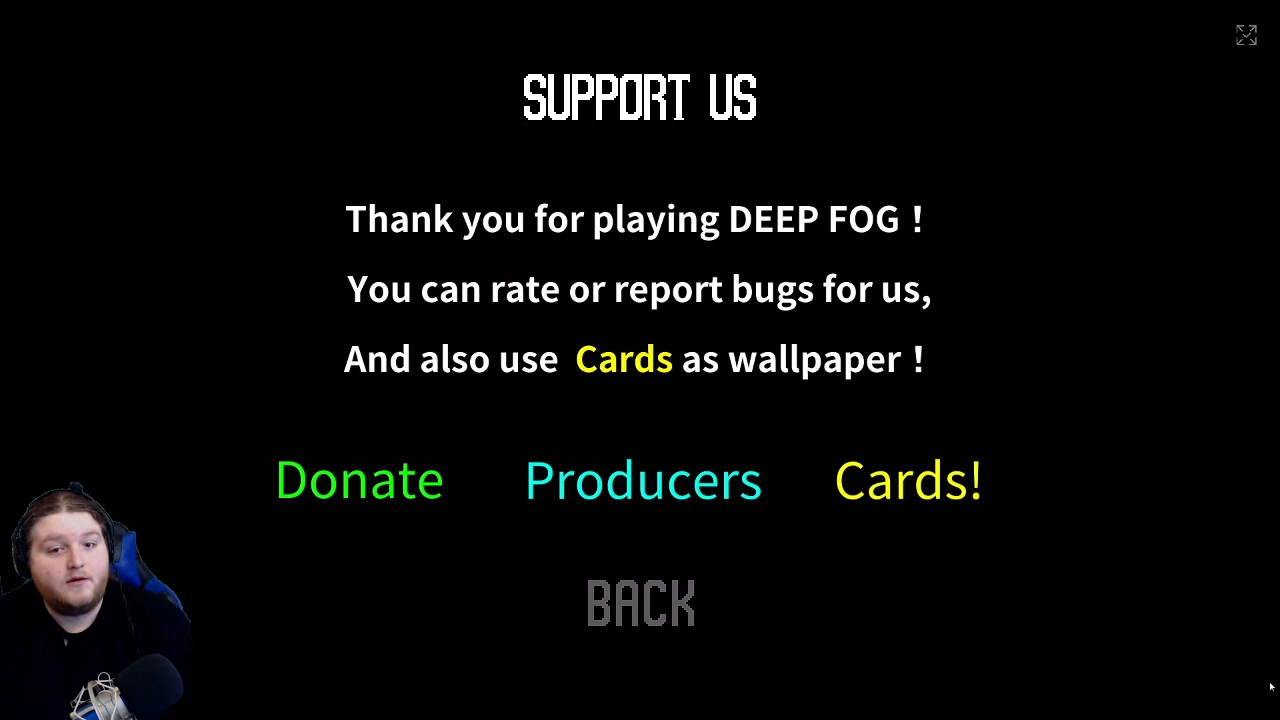 SUPPORT US
Thank you for playing DEEP FOG !
You can rate or report bugs for us,
And also use Cards as wallpaper !
Donate Producers Cards!
BACK